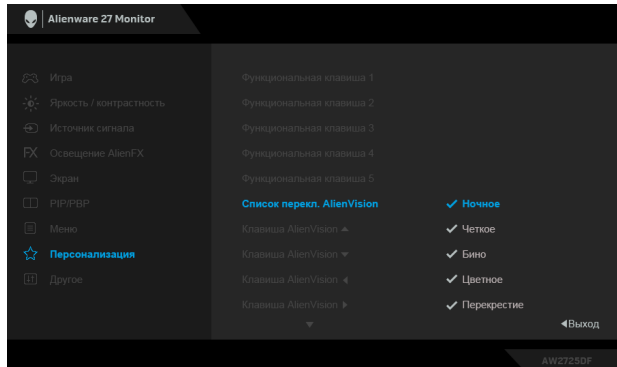 Alienware 27 Monitor
Игра
Яркость / контрастность
Источник сигнала
FX Освещение AlienFX
Экран
PIP/PBP
Меню
Персонализация
Другое
Функциональная клавиша 1
Функциональная клавиша 2
Функциональная клавиша 3
Функциональная клавиша 4
Функциональная клавиша 5
Список перекл. AlienVision
Клавиша AlienVision ▲
Клавиша AlienVision ▼
Клавиша AlienVision ◀
Клавиша AlienVision ▶
✓ Ночное
✓ Четкое
✓ Бино
✓ Цветное
✓ Перекрестие
◀Выход
AW2725DF